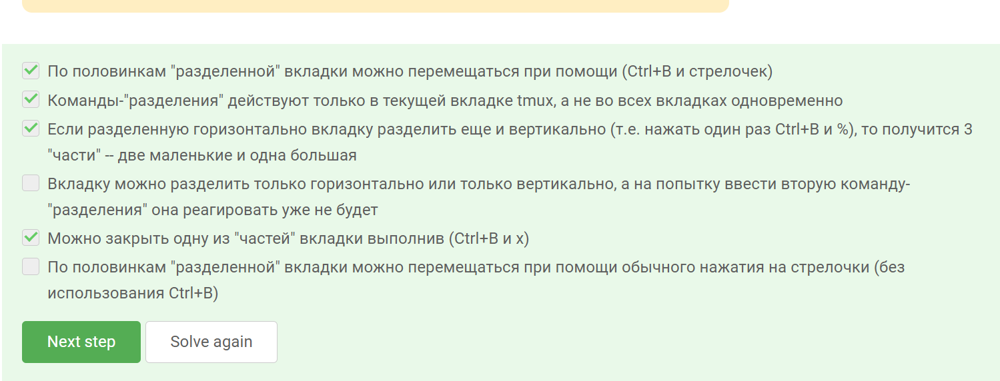 По половинкам "разделенной" вкладки можно перемещаться при помощи (Ctrl+B и стрелочек)
Команды-"разделения" действуют только в текущей вкладке tmux, а не во всех вкладках одновременно
Если разделенную горизонтально вкладку разделить еще и вертикально (т.е. нажать один раз Ctrl+B и %), то получится 3
"части" -- две маленькие и одна большая
Вкладку можно разделить только горизонтально или только вертикально, а на попытку ввести вторую команду-
"разделения" она реагировать уже не будет
Можно закрыть одну из "частей" вкладки выполнив (Ctrl+B и x)
По половинкам "разделенной" вкладки можно перемещаться при помощи обычного нажатия на стрелочки (без
использования Ctrl+B)
Next step Solve again